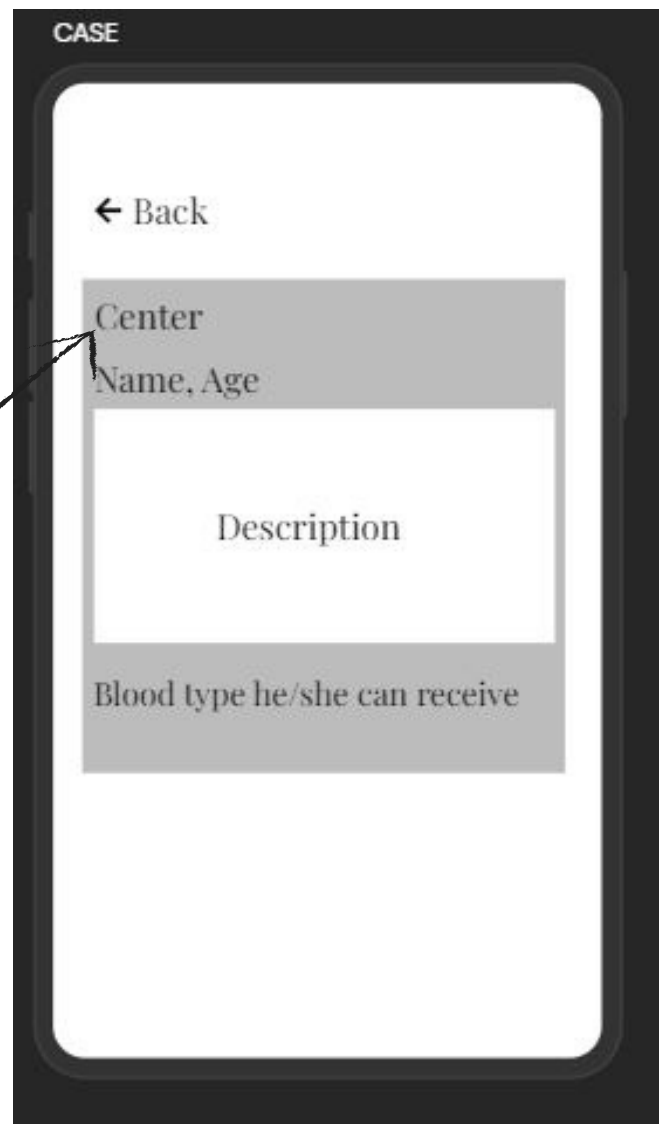 CASE
← Back
Center
Name, Age
Description
Blood type he/she can receive